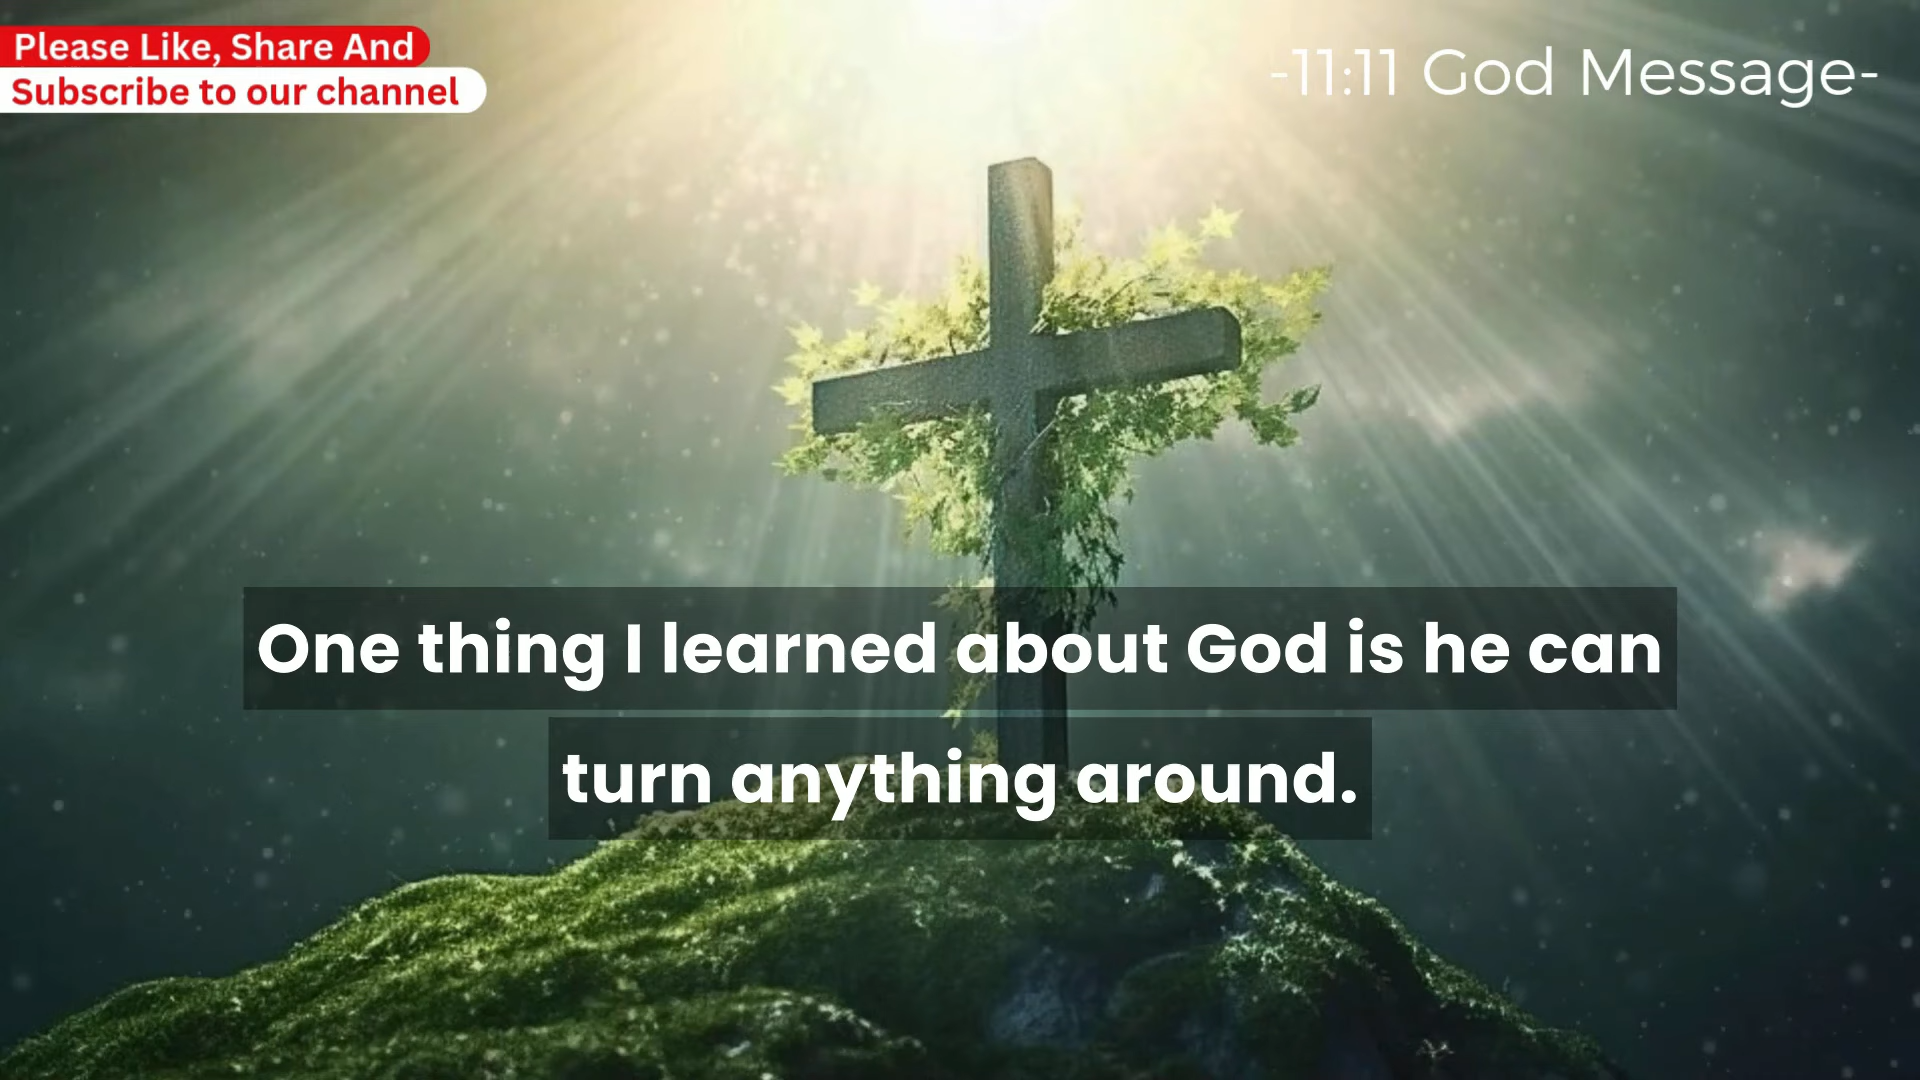 Please Like, Share And
Subscribe to our channel
-11:11 God Message-
One thing I learned about God is he can
turn anything around.